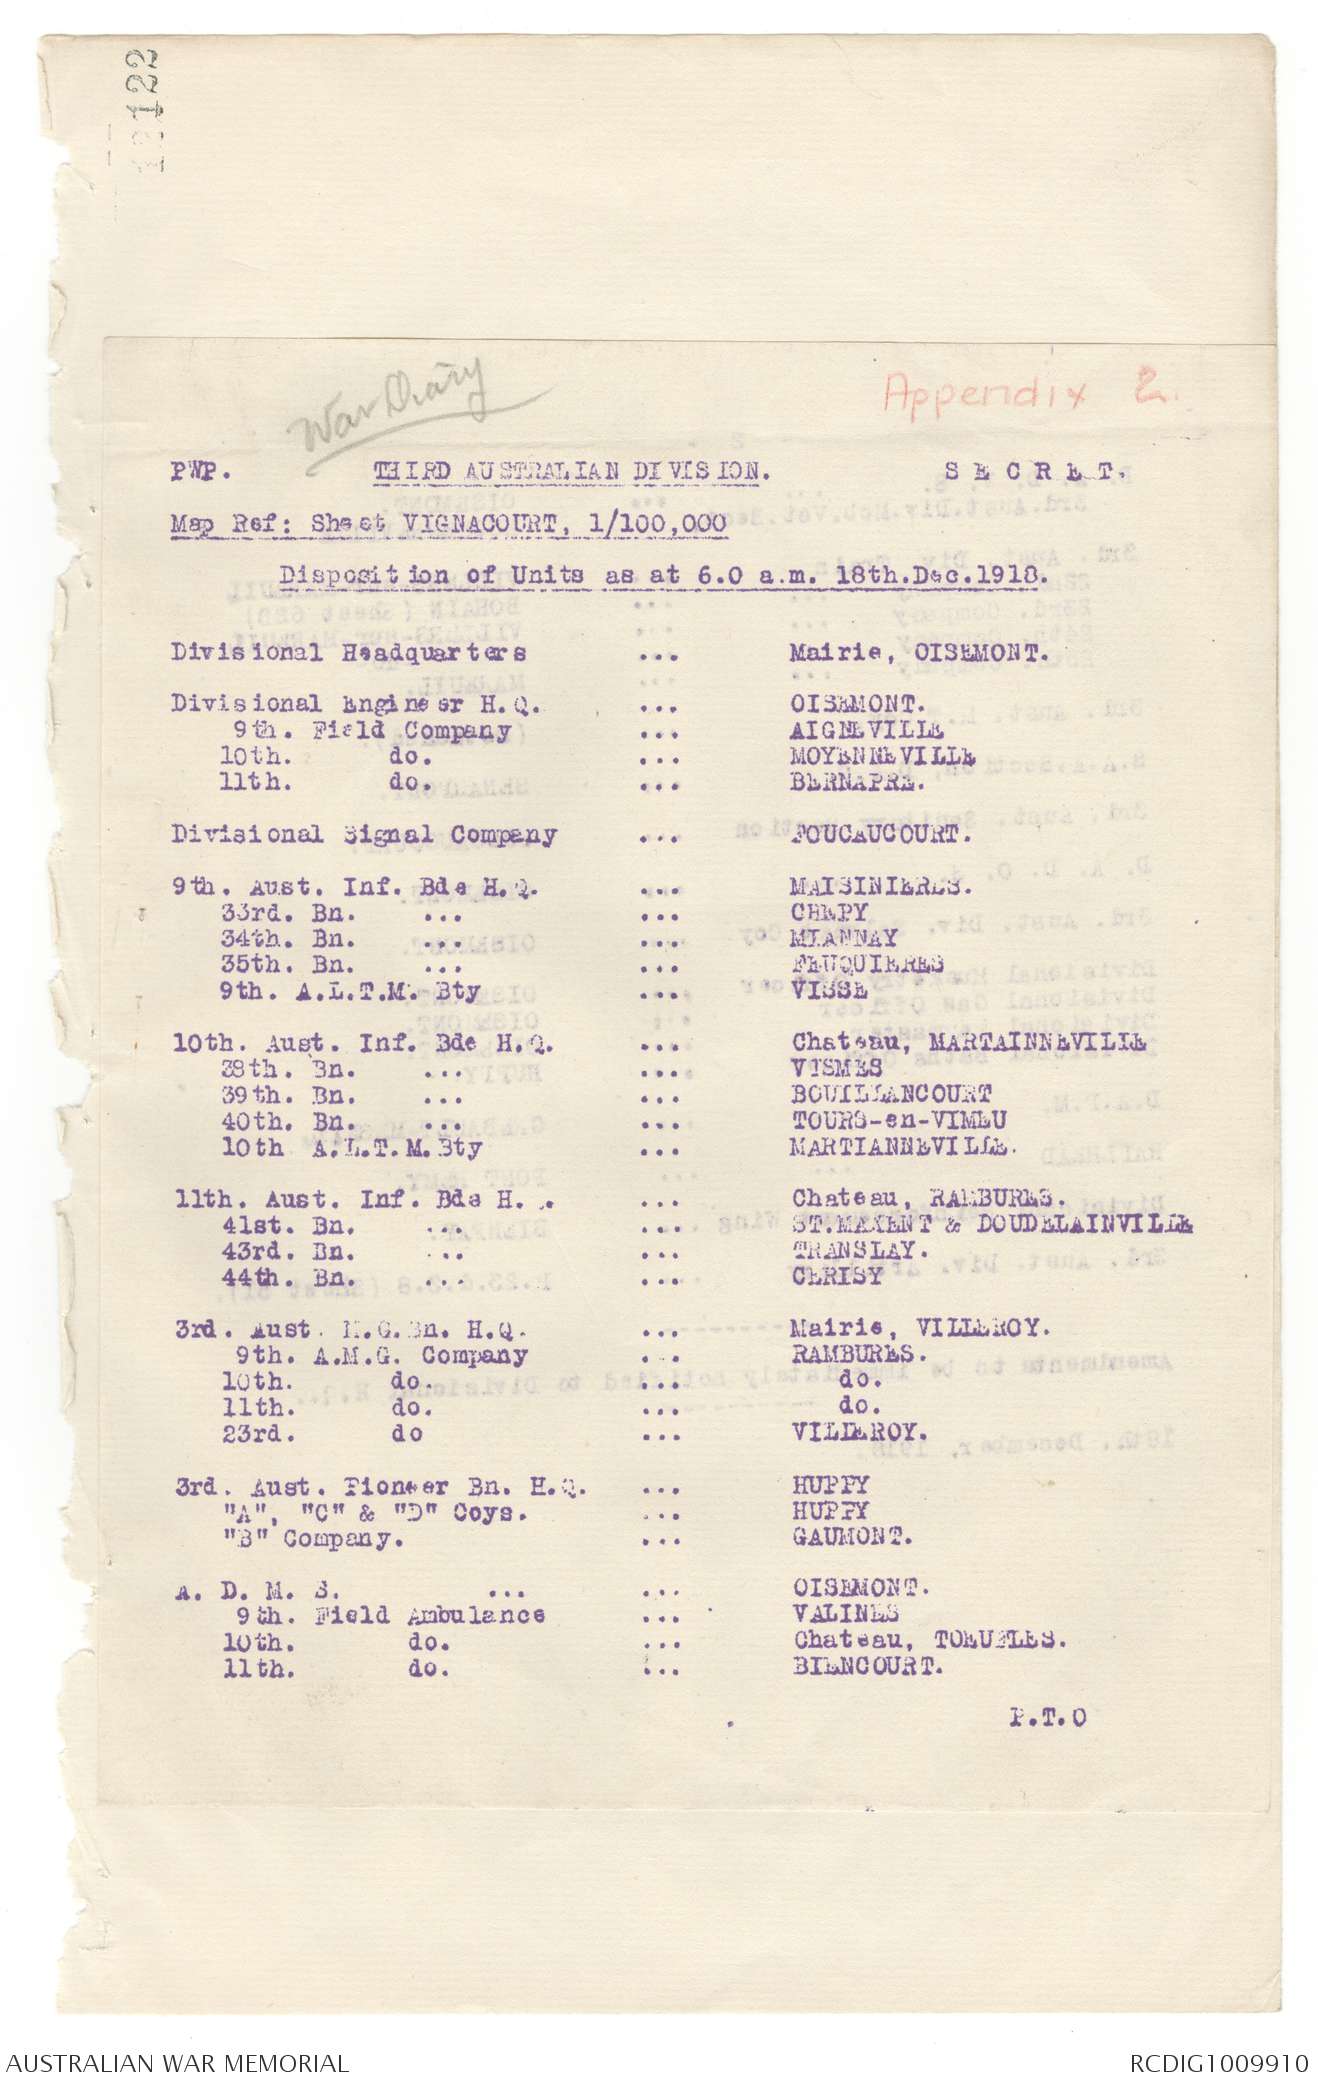 12122
War Diary
Appendix 2.
PWP. THIRD AUSTRALIAN DIVISION. S E C R E T.
Map Ref: Sheet VIGNACOURT, 1/100,000
Disposition of Units as at 6.0 a.m. 18th.Dec.1918.
Divisional Headquarters ... Mairie, OISEMONT.
Divisional Engineer H.Q. ... OISEMONT.
9th. Field Company ... AIGNEVILLE
10th. do. ... MOYENNEVILLE
11th. do. ... BERNAPRE.
Divisional Signal Company ... FOUCAUCOURT.
9th. Aust. Inf. Bde H.Q. ... MAISINIERES.
33rd. Bn. ... ... CHEPY
34th. Bn. ... ... MIANNAY
35th. Bn. ... ... FEUQUIERES
9th. A.L.T.M. Bty ... VISSE
10th. Aust. Inf. Bde H.Q. ... Chateau, MARTAINNEVILLE
38th. Bn. ... ... VISMES
39th. Bn. ... ... BOUILLANCOURT
40th. Bn. ... ... TOURS-en-VIMEU
10th A.L.T.M.Bty ... MARTIANNEVILLE.
11th. Aust. Inf. Bde H. . ... Chateau, RAMBURES.
41st. Bn. ... ... ST.MAXENT & DOUDELAINVILLE
43rd. Bn. ... ... TRANSLAY.
44th. Bn. ... ... CERISY
3rd. Aust. M.G.Bn. H.Q. ... Mairie, VILLEROY.
9th. A.M.G. Company ... RAMBURES.
10th. do. ... do.
11th. do. ... do.
23rd. do ... VILLEROY.
3rd. Aust. Pioneer Bn. H.Q. ... HUPPY
"A", "C" & "D" Coys. ... HUPPY
"B" Company. ... GAUMONT.
A. D. M. S. ... ... OISEMONT.
9th. Field Ambulance ... VALINES
10th. do. ... Chateau, TOEUFLES.
11th. do. ... BIENCOURT.
P.T.O
AUSTRALIAN WAR MEMORIAL RCDIG1009910